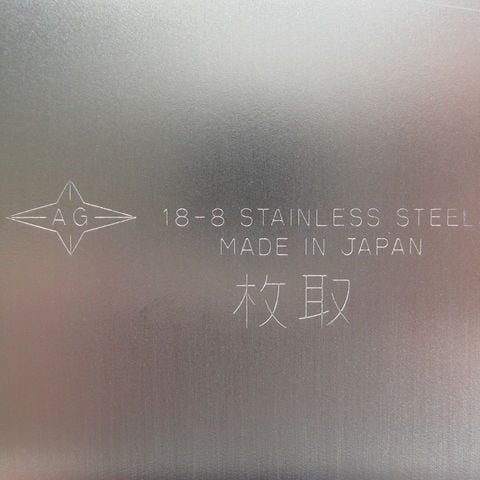 AG
18-8 STAINLESS STEEL
MADE IN JAPAN
枚取